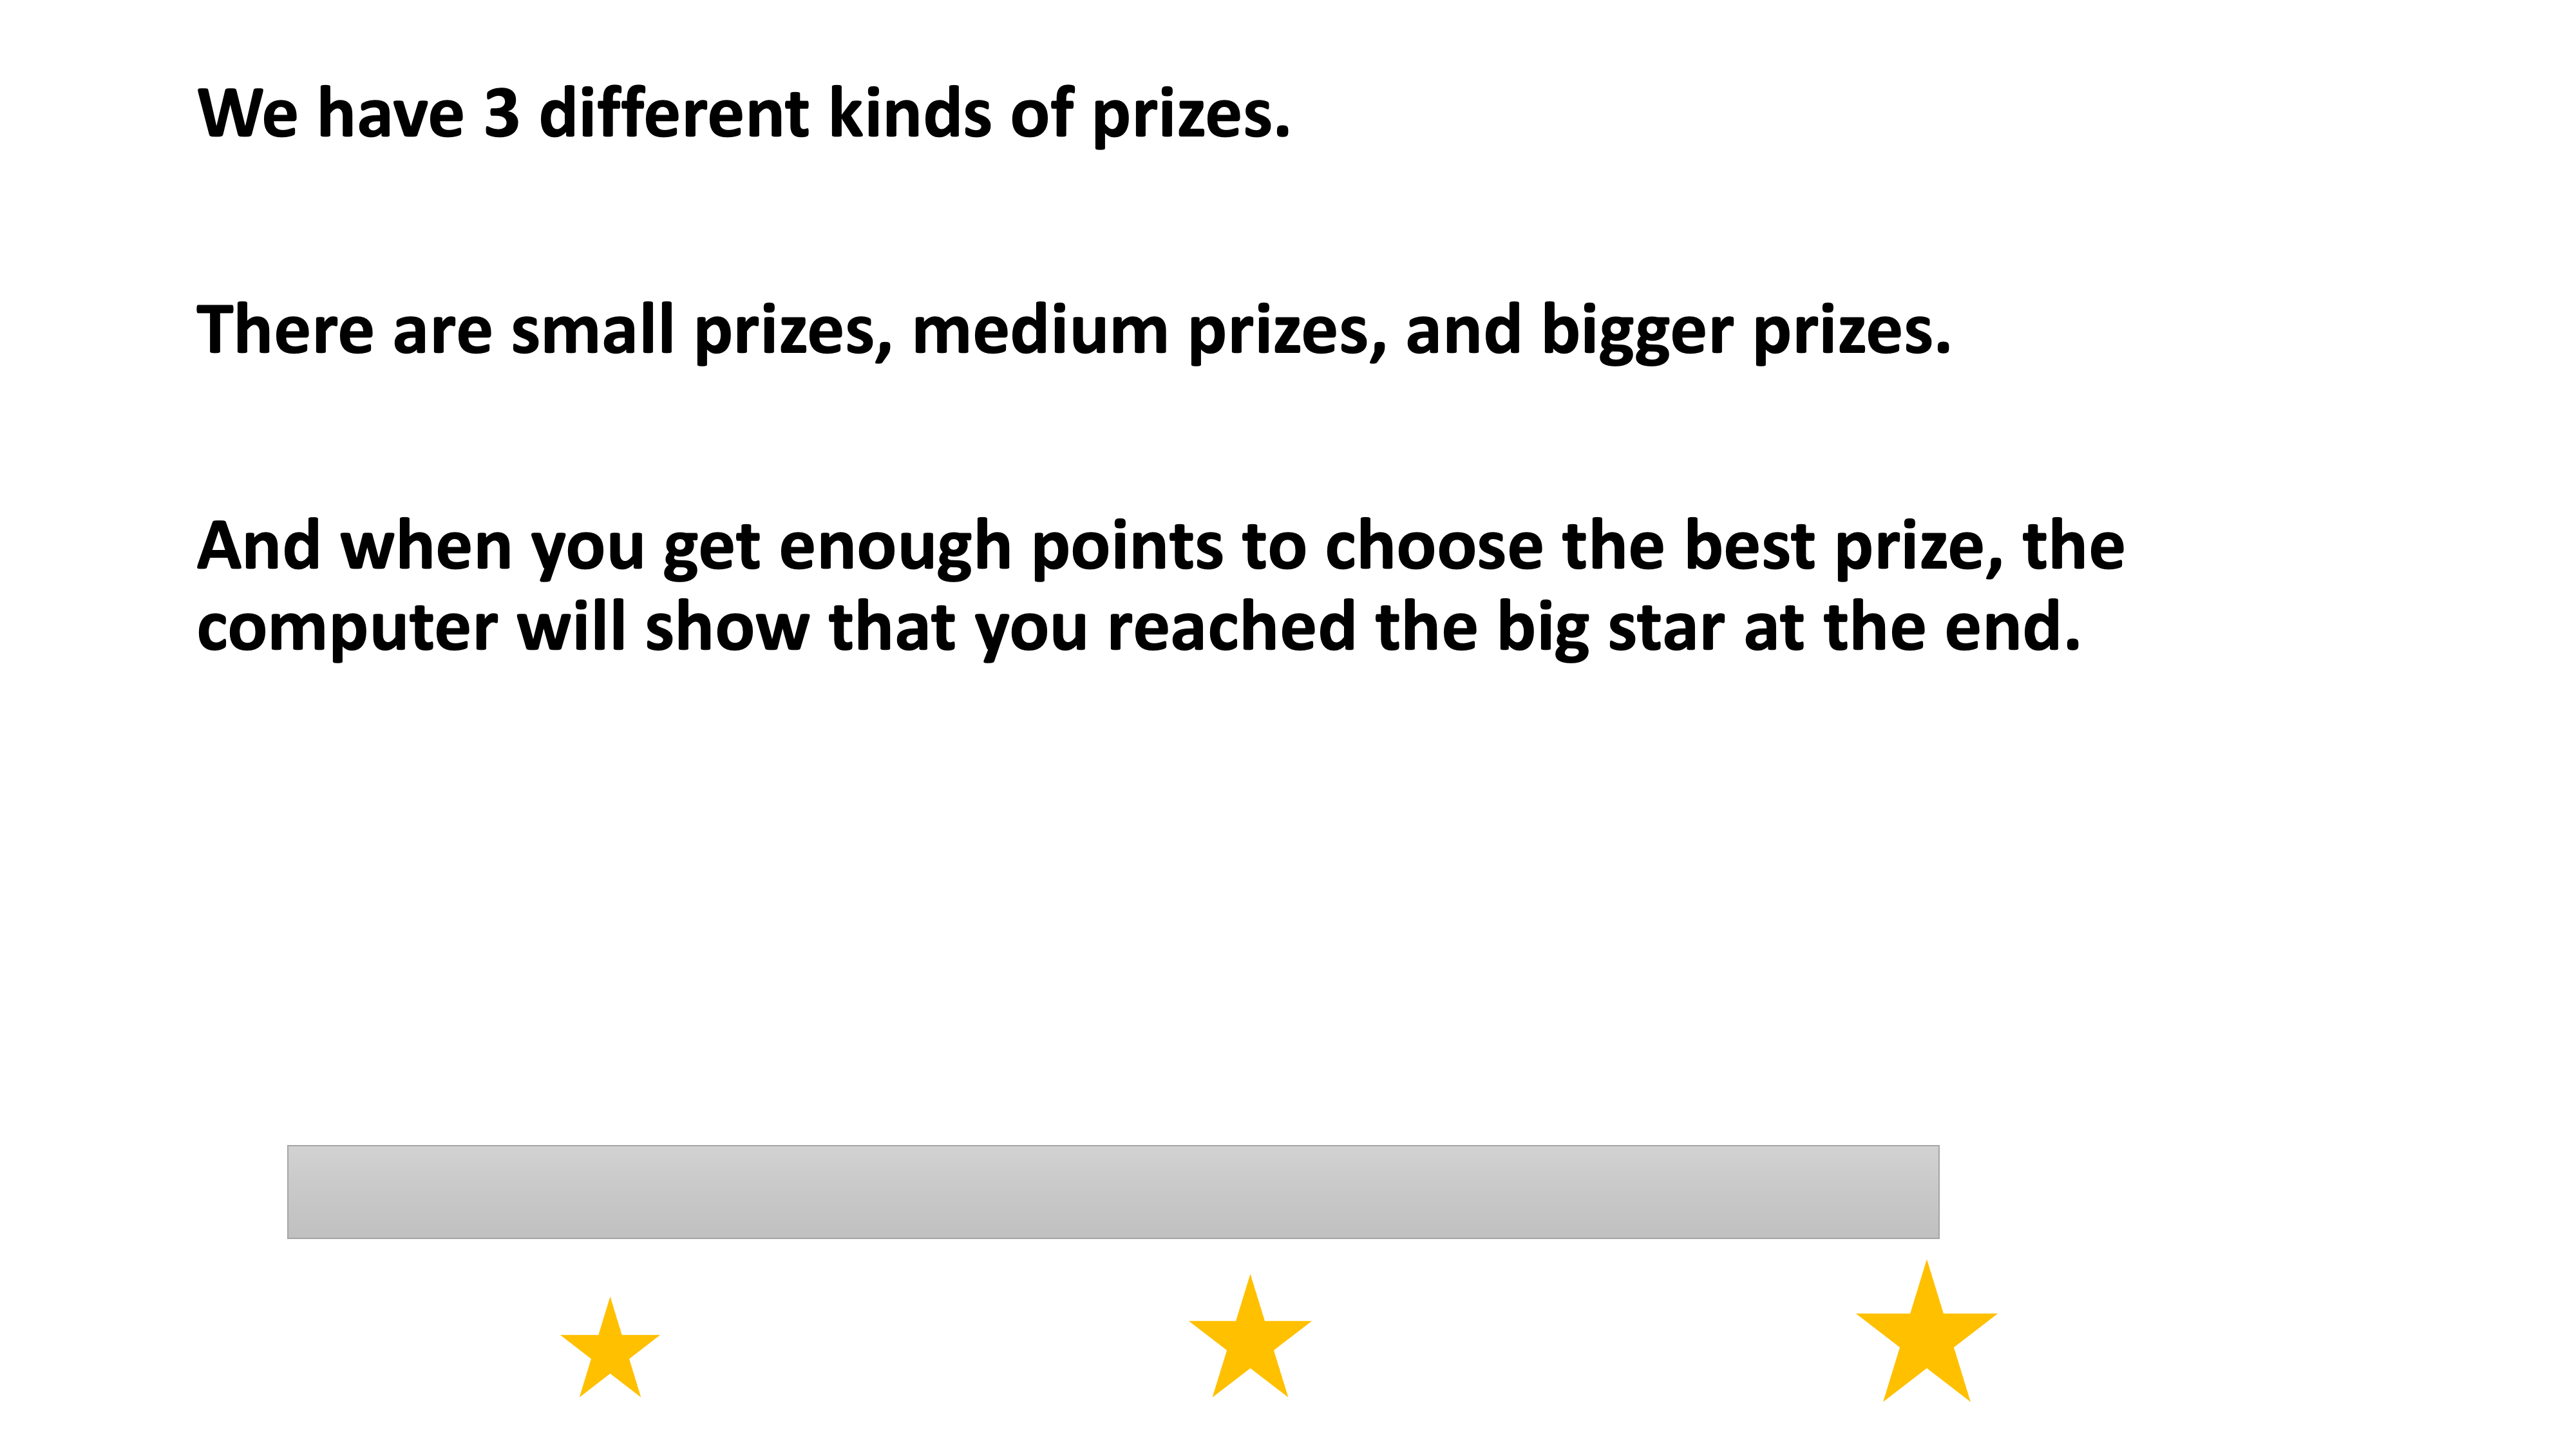 We have 3 different kinds of prizes.
There are small prizes, medium prizes, and bigger prizes.
And when you get enough points to choose the best prize, the
computer will show that you reached the big star at the end.